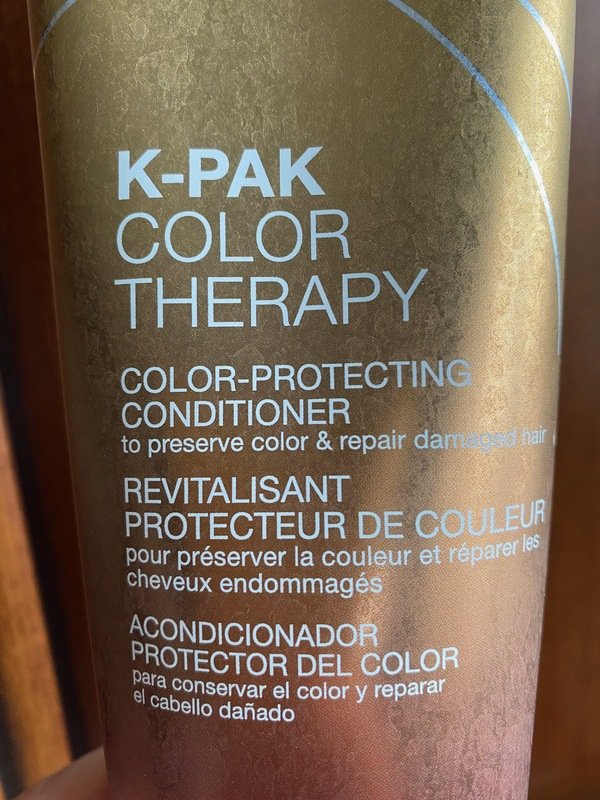 K-PAK
COLOR
THERAPY
COLOR-PROTECTING
CONDITIONER
to preserve color & repair damaged hair
REVITALISANT
PROTECTEUR DE COULEUR
pour préserver la couleur et réparer les
cheveux endommagés
ACONDICIONADOR
PROTECTOR DEL COLOR
para conservar el color y reparar
el cabello dañado